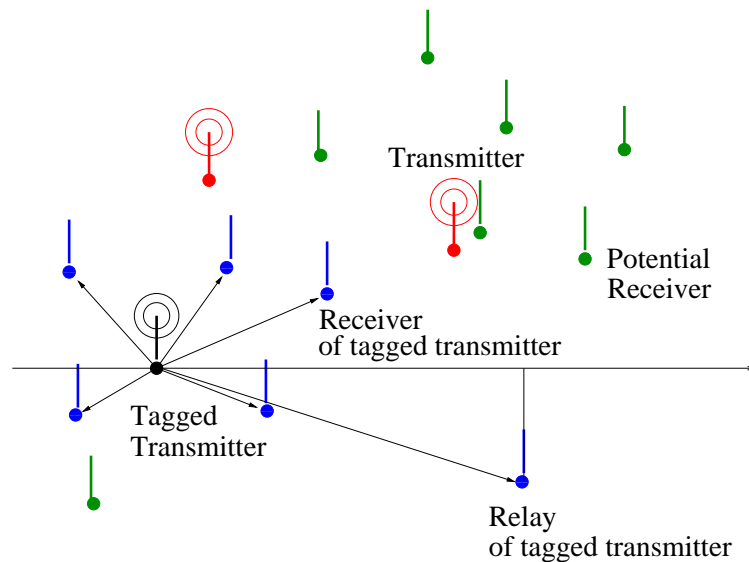 Transmitter
Potential
Receiver
Receiver
of tagged transmitter
Tagged
Transmitter
Relay
of tagged transmitter